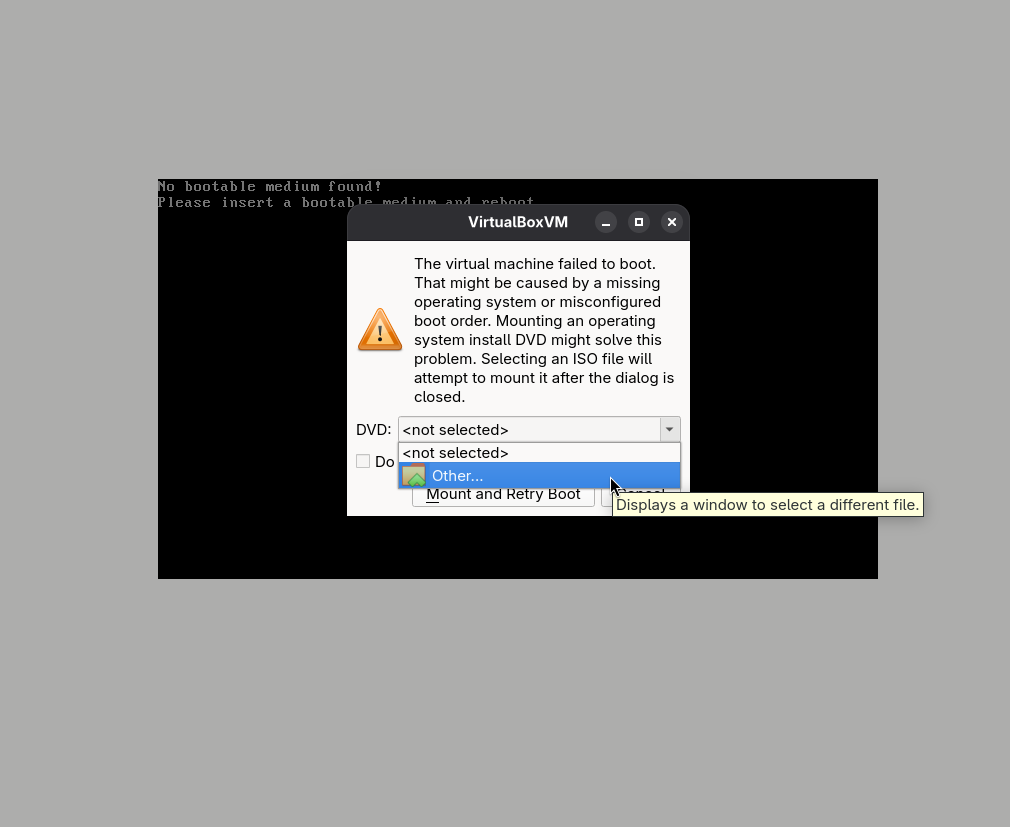 No bootable medium found!
Please insert a bootable medium and reboot
VirtualBoxVM
The virtual machine failed to boot.
That might be caused by a missing
operating system or misconfigured
boot order. Mounting an operating
system install DVD might solve this
problem. Selecting an ISO file will
attempt to mount it after the dialog is
closed.
DVD: <not selected>
<not selected>
Do
Other...
Mount and Retry Boot
Displays a window to select a different file.